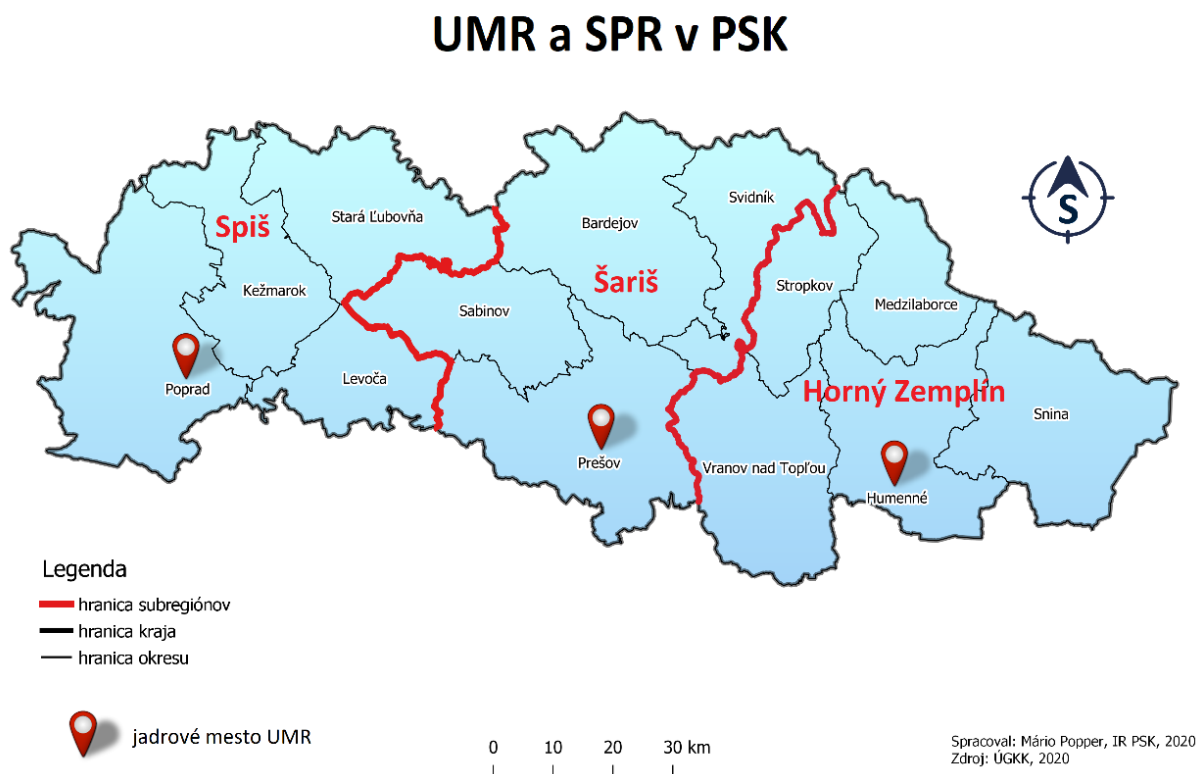 UMR a SPR v PSK
Svidník
Stará Ľubovňa
Bardejov
Spiš
Šariš
Stropkov
Kežmarok
Medzilaborce
Sabinov
S
Levoča
Poprad
Horný Zemplín
Snina
Prešov
Vranov nad Topľou
Humenné
Legenda
hranica subregiónov
hranica kraja
hranica okresu
jadrové mesto UMR
0 10 20 30 km
Spracoval: Mário Popper, IR PSK, 2020
Zdroj: ÚGKK, 2020